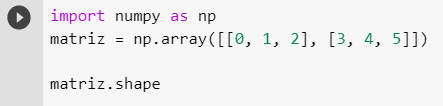 import numpy as np
matriz = np.array([[0, 1, 2], [3, 4, 5]])
matriz.shape